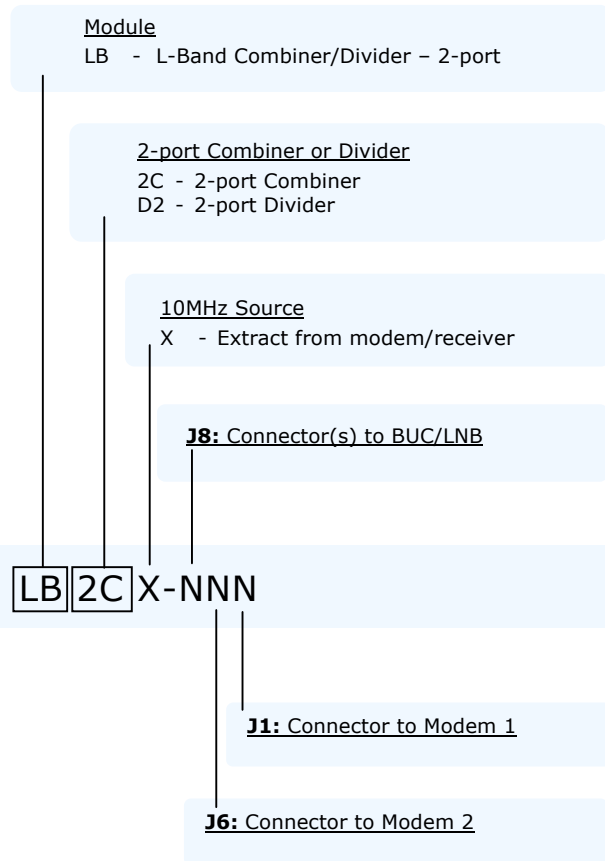 Module
LB - L-Band Combiner/Divider – 2-port
2-port Combiner or Divider
2C - 2-port Combiner
D2 - 2-port Divider
10MHz Source
X - Extract from modem/receiver
J8: Connector(s) to BUC/LNB
LB 2C X-NNN
J1: Connector to Modem 1
J6: Connector to Modem 2